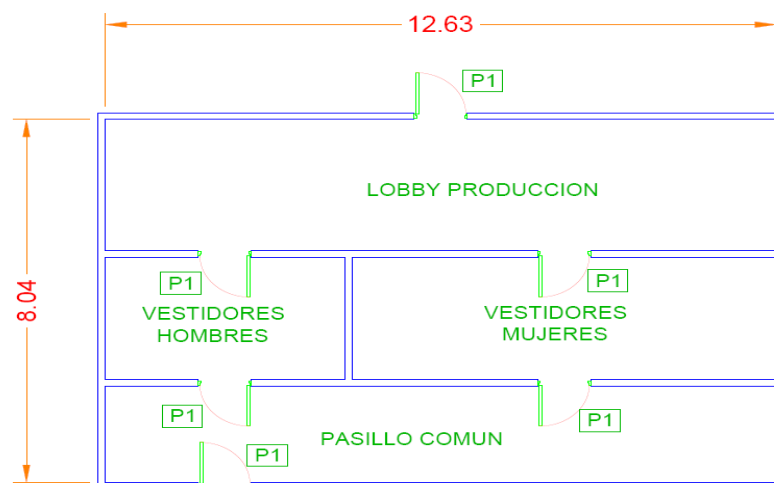 12.63
P1
LOBBY PRODUCCION
P1
P1
VESTIDORES
HOMBRES
VESTIDORES
MUJERES
8.04
P1
P1
PASILLO COMUN
P1